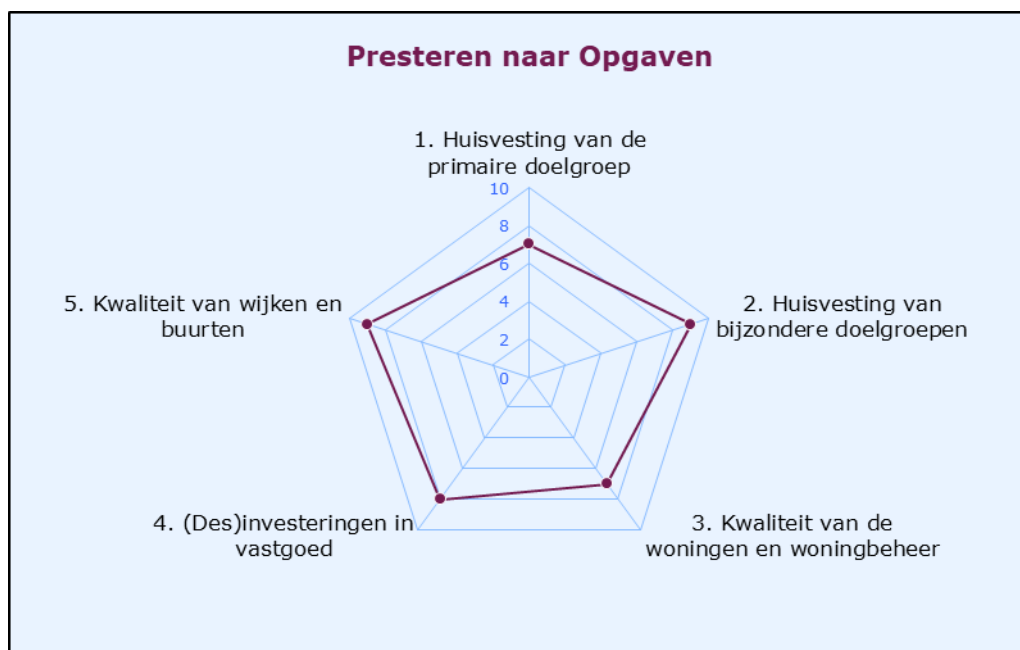 Presteren naar Opgaven
1. Huisvesting van de
primaire doelgroep
10
8
6
4
2
0
2. Huisvesting van
bijzondere doelgroepen
3. Kwaliteit van de
woningen en woningbeheer
4. (Des)investeringen in
vastgoed
5. Kwaliteit van wijken en
buurten